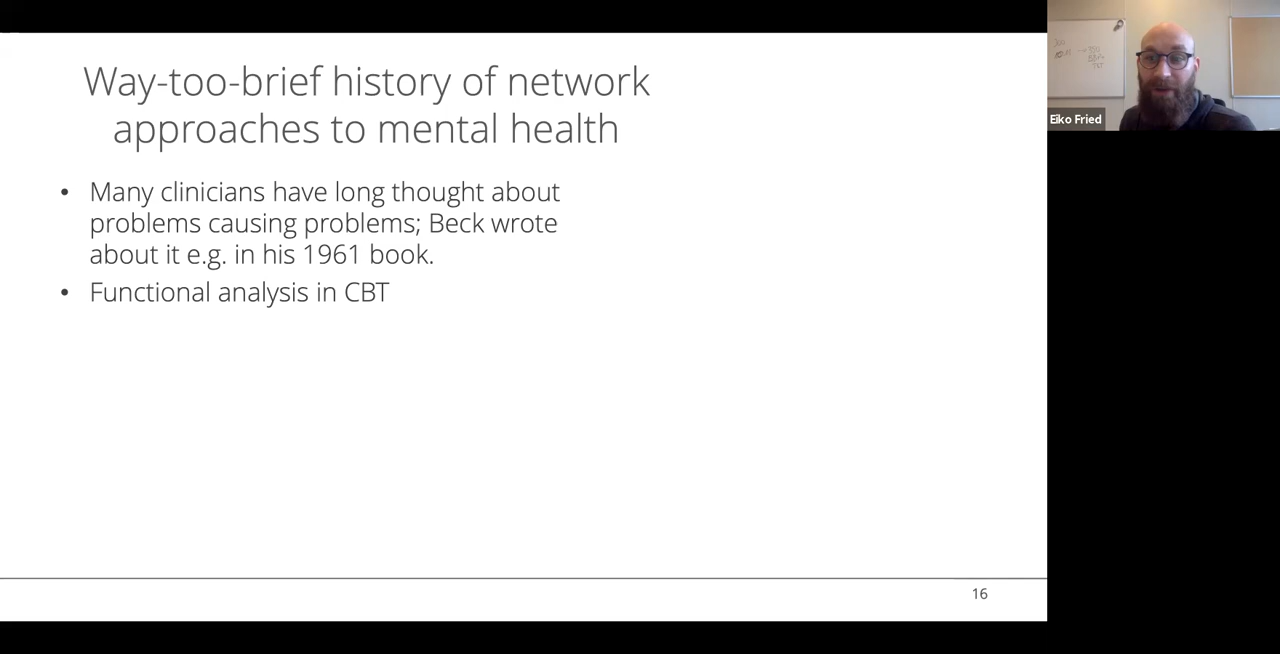 Way-too-brief history of network
approaches to mental health
• Many clinicians have long thought about
problems causing problems; Beck wrote
about it e.g. in his 1961 book.
• Functional analysis in CBT
16
Eiko Fried